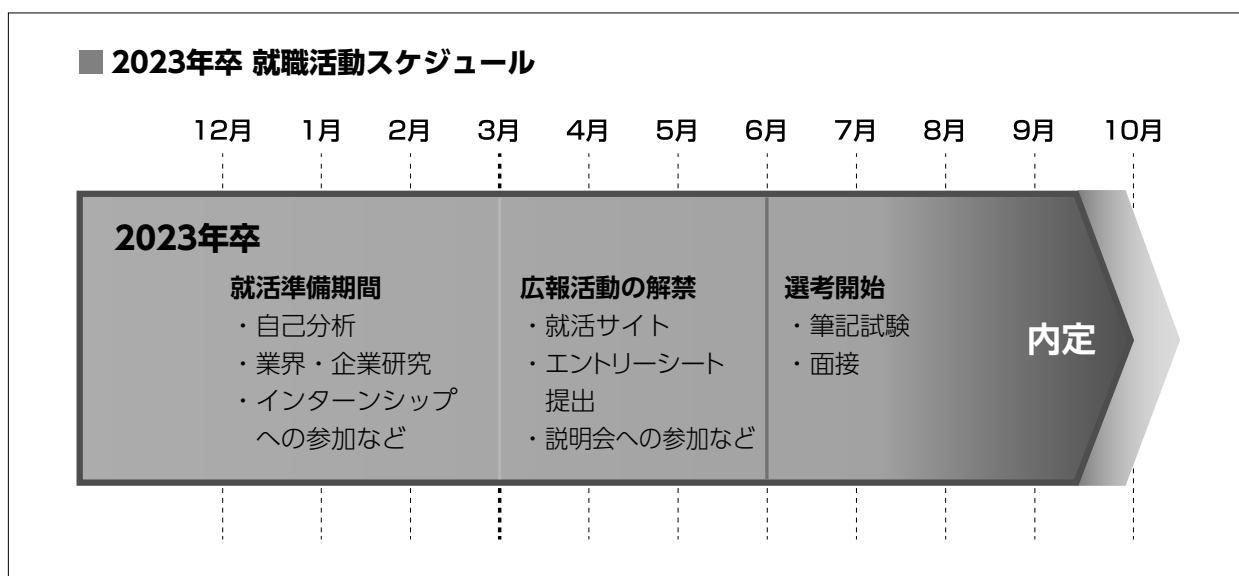 ■ 2023年卒 就職活動スケジュール
12月 1月 2月 3月 4月 5月 6月 7月 8月 9月 10月
2023年卒
就活準備期間
・自己分析
・業界・企業研究
・インターンシップ
への参加など
広報活動の解禁
・就活サイト
・エントリーシート
提出
・説明会への参加など
選考開始
・筆記試験
・面接
内定